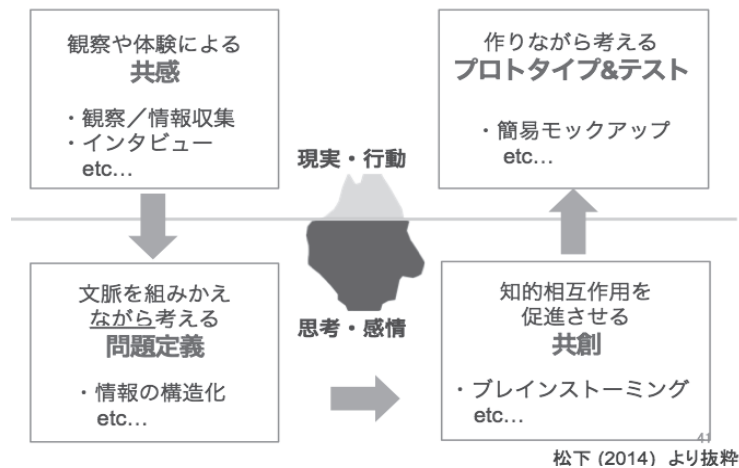 観察や体験による
共感
・観察／情報収集
・インタビュー
etc…
作りながら考える
プロトタイプ&テスト
・簡易モックアップ
etc…
現実・行動
思考・感情
文脈を組みかえ
ながら考える
問題定義
・情報の構造化
etc…
知的相互作用を
促進させる
共創
・ブレインストーミング
etc…
41
松下 (2014) より抜粋